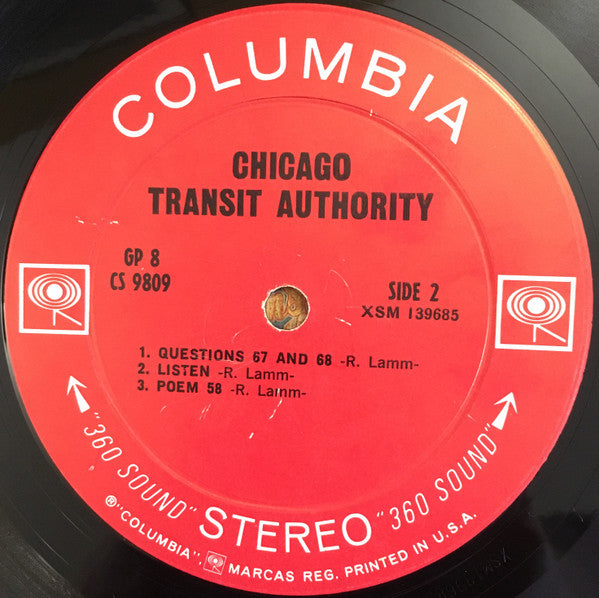 COLUMBIA
CHICAGO
TRANSIT AUTHORITY
GP 8
CS 9809
SIDE 2
XSM 139685
1. QUESTIONS 67 AND 68 -R. Lamm-
2. LISTEN -R. Lamm-
3. POEM 58 -R. Lamm-
"360 SOUND" STEREO "360 SOUND"
®"COLUMBIA", MARCAS REG. PRINTED IN U.S.A.